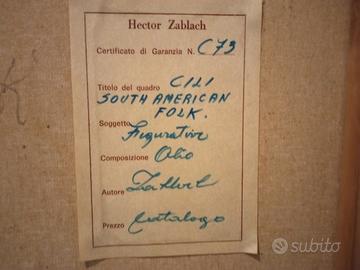 Hector Zablach
Certificato di Garanzia N. C73
Titolo del quadro CILI
SOUTH AMERICAN
FOLK.
Soggetto Figurative
Composizione Olio
Autore
Prezzo Catalogo
subito